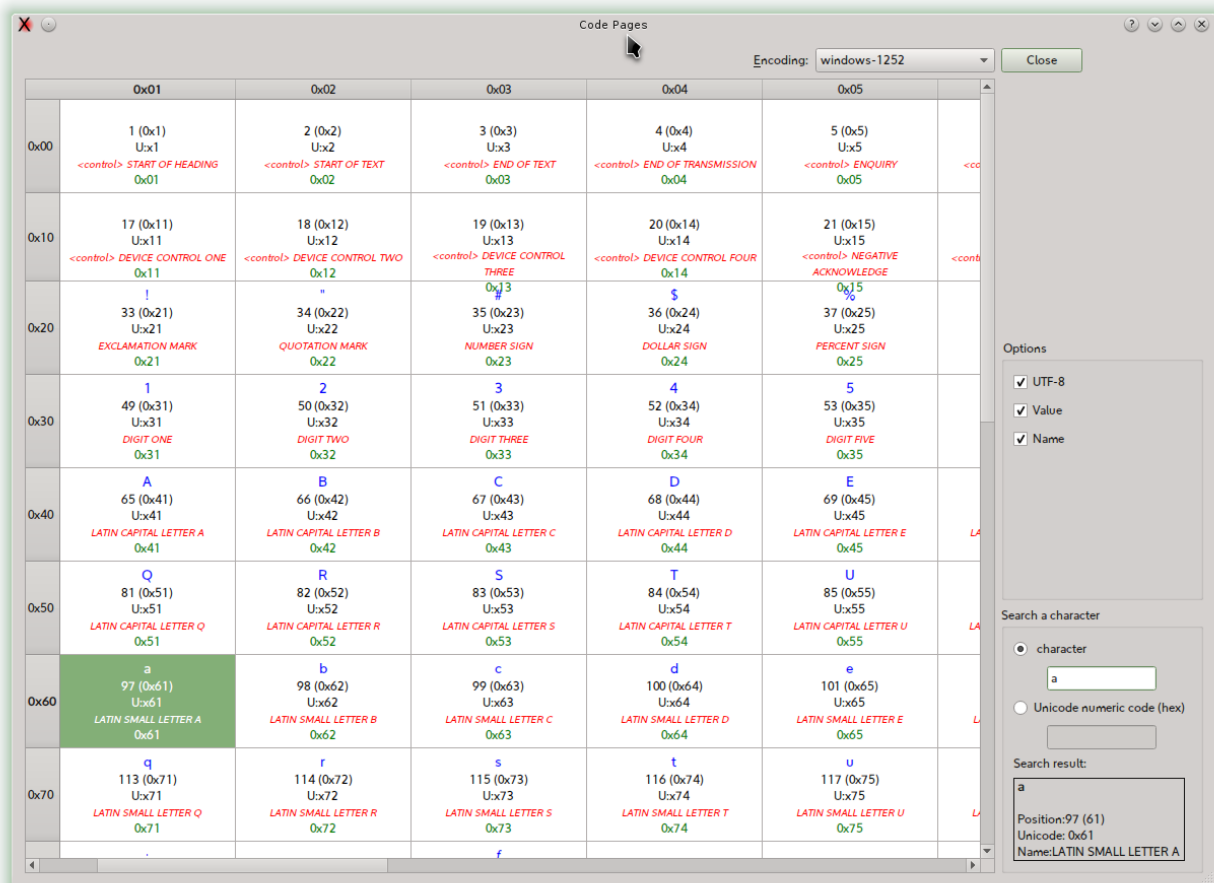 Code Pages
Encoding: windows-1252 Close
0x01 0x02 0x03 0x04 0x05
0x00
1 (0x1) 2 (0x2) 3 (0x3) 4 (0x4) 5 (0x5)
U:x1 U:x2 U:x3 U:x4 U:x5
<control> START OF HEADING <control> START OF TEXT <control> END OF TEXT <control> END OF TRANSMISSION <control> ENQUIRY <cc
0x01 0x02 0x03 0x04 0x05
0x10
17 (0x11) 18 (0x12) 19 (0x13) 20 (0x14) 21 (0x15)
U:x11 U:x12 U:x13 U:x14 U:x15
<control> DEVICE CONTROL ONE <control> DEVICE CONTROL TWO <control> DEVICE CONTROL THREE <control> DEVICE CONTROL FOUR <control> NEGATIVE ACKNOWLEDGE <cont
0x11 0x12 0x13 0x14 0x15
0x20
! " # $ %
33 (0x21) 34 (0x22) 35 (0x23) 36 (0x24) 37 (0x25)
U:x21 U:x22 U:x23 U:x24 U:x25
EXCLAMATION MARK QUOTATION MARK NUMBER SIGN DOLLAR SIGN PERCENT SIGN
0x21 0x22 0x23 0x24 0x25
0x30
1 2 3 4 5
49 (0x31) 50 (0x32) 51 (0x33) 52 (0x34) 53 (0x35)
U:x31 U:x32 U:x33 U:x34 U:x35
DIGIT ONE DIGIT TWO DIGIT THREE DIGIT FOUR DIGIT FIVE
0x31 0x32 0x33 0x34 0x35
0x40
A B C D E
65 (0x41) 66 (0x42) 67 (0x43) 68 (0x44) 69 (0x45)
U:x41 U:x42 U:x43 U:x44 U:x45
LATIN CAPITAL LETTER A LATIN CAPITAL LETTER B LATIN CAPITAL LETTER C LATIN CAPITAL LETTER D LATIN CAPITAL LETTER E LA
0x41 0x42 0x43 0x44 0x45
0x50
Q R S T U
81 (0x51) 82 (0x52) 83 (0x53) 84 (0x54) 85 (0x55)
U:x51 U:x52 U:x53 U:x54 U:x55
LATIN CAPITAL LETTER Q LATIN CAPITAL LETTER R LATIN CAPITAL LETTER S LATIN CAPITAL LETTER T LATIN CAPITAL LETTER U LA
0x51 0x52 0x53 0x54 0x55
0x60
a b c d e
97 (0x61) 98 (0x62) 99 (0x63) 100 (0x64) 101 (0x65)
U:x61 U:x62 U:x63 U:x64 U:x65
LATIN SMALL LETTER A LATIN SMALL LETTER B LATIN SMALL LETTER C LATIN SMALL LETTER D LATIN SMALL LETTER E L
0x61 0x62 0x63 0x64 0x65
0x70
q r s t u
113 (0x71) 114 (0x72) 115 (0x73) 116 (0x74) 117 (0x75)
U:x71 U:x72 U:x73 U:x74 U:x75
LATIN SMALL LETTER Q LATIN SMALL LETTER R LATIN SMALL LETTER S LATIN SMALL LETTER T LATIN SMALL LETTER U L
0x71 0x72 0x73 0x74 0x75
Options
UTF-8
Value
Name
Search a character
character
a
Unicode numeric code (hex)
Search result:
a
Position:97 (61)
Unicode: 0x61
Name:LATIN SMALL LETTER A